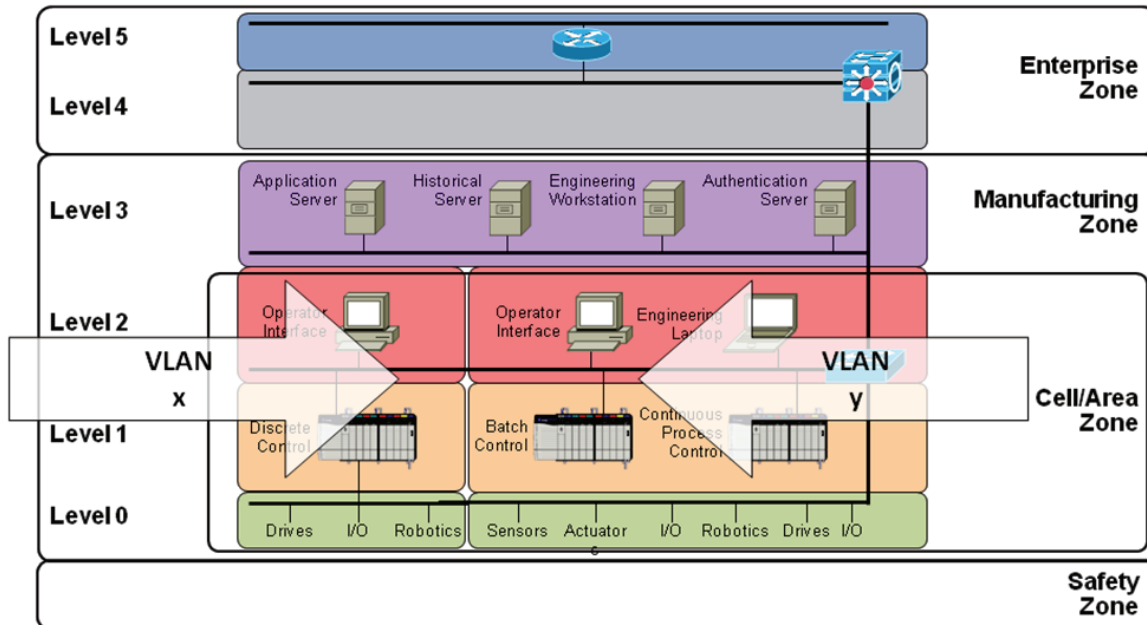 Level 5
Enterprise
Zone
Level 4
Application
Server
Historical
Server
Engineering
Workstation
Authentication
Server
Level 3
Manufacturing
Zone
Level 2
Operator
Interface
Operator
Interface
Engineering
Laptop
VLAN
x
VLAN
y
Cell/Area
Zone
Level 1
Discrete
Control
Batch
Control
Continuous
Process
Control
Level 0
Drives
I/O
Robotics
Sensors
Actuator
s
I/O
Robotics
Drives
I/O
Safety
Zone